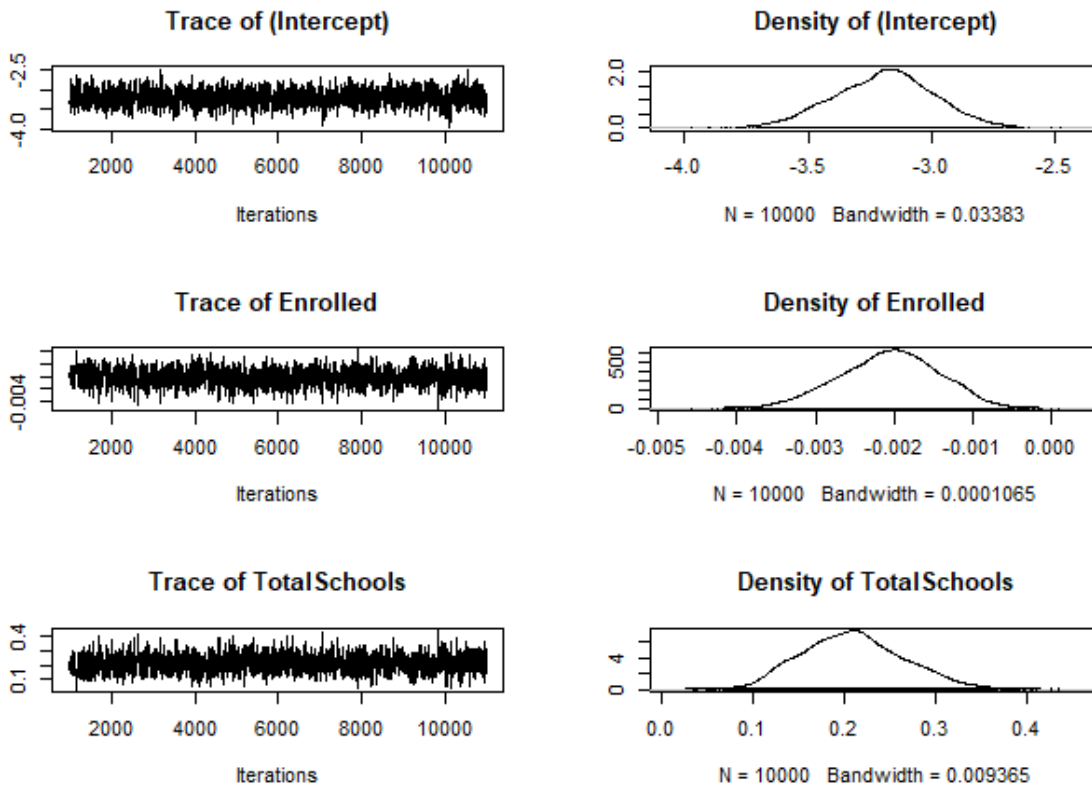 Trace of (Intercept)
-2.5
-4.0
2000 4000 6000 8000 10000
Iterations
Density of (Intercept)
2.0
0.0
-4.0 -3.5 -3.0 -2.5
N = 10000 Bandwidth = 0.03383
Trace of Enrolled
-0.004
2000 4000 6000 8000 10000
Iterations
Density of Enrolled
500
0
-0.005 -0.004 -0.003 -0.002 -0.001 0.000
N = 10000 Bandwidth = 0.0001065
Trace of TotalSchools
0.4
0.1
2000 4000 6000 8000 10000
Iterations
Density of TotalSchools
4
0
0.0 0.1 0.2 0.3 0.4
N = 10000 Bandwidth = 0.009365